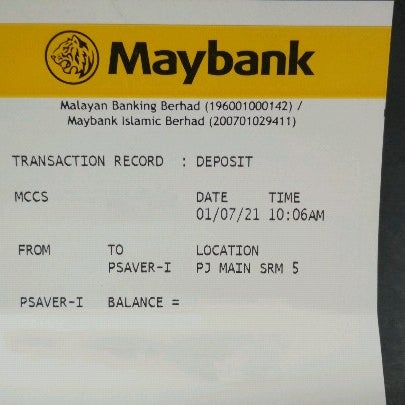 Maybank
Malayan Banking Berhad (196001000142) /
Maybank Islamic Berhad (200701029411)
TRANSACTION RECORD : DEPOSIT
MCCS DATE TIME
01/07/21 10:06AM
FROM TO LOCATION
PSAVER-I PJ MAIN SRM 5
PSAVER-I BALANCE =